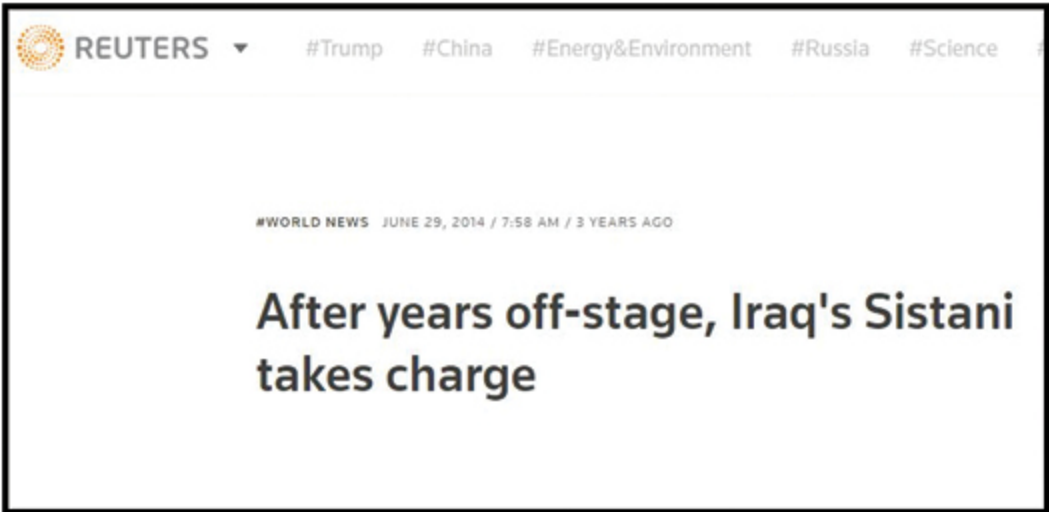 REUTERS #Trump #China #Energy&Environment #Russia #Science #
#WORLD NEWS JUNE 29, 2014 / 7:58 AM / 3 YEARS AGO
After years off-stage, Iraq's Sistani
takes charge